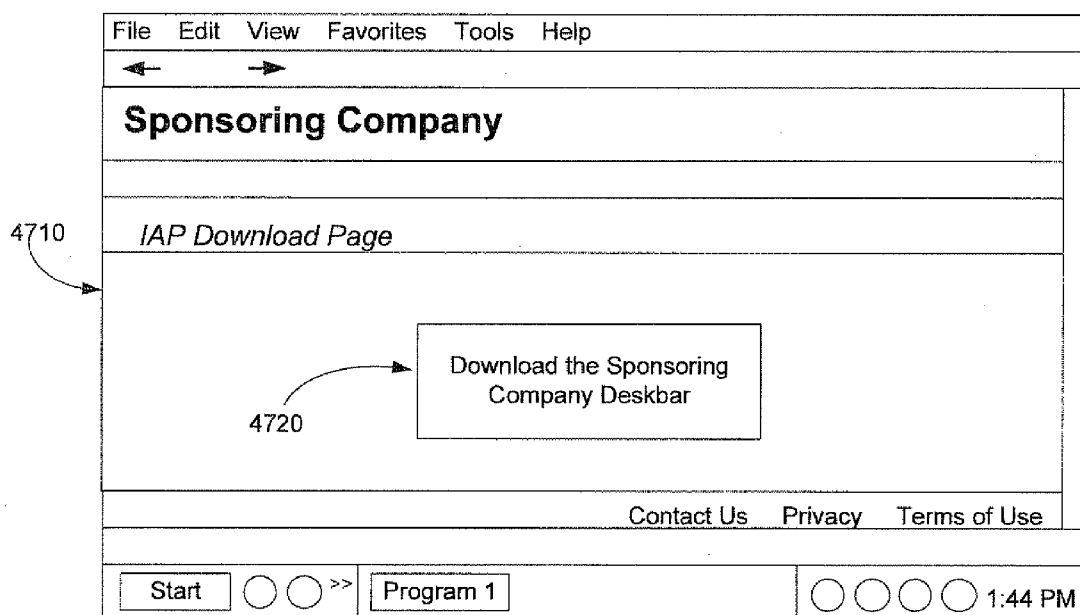 File Edit View Favorites Tools Help
Sponsoring Company
4710
IAP Download Page
Download the Sponsoring
Company Deskbar
4720
Contact Us Privacy Terms of Use
Start >> Program 1 1:44 PM